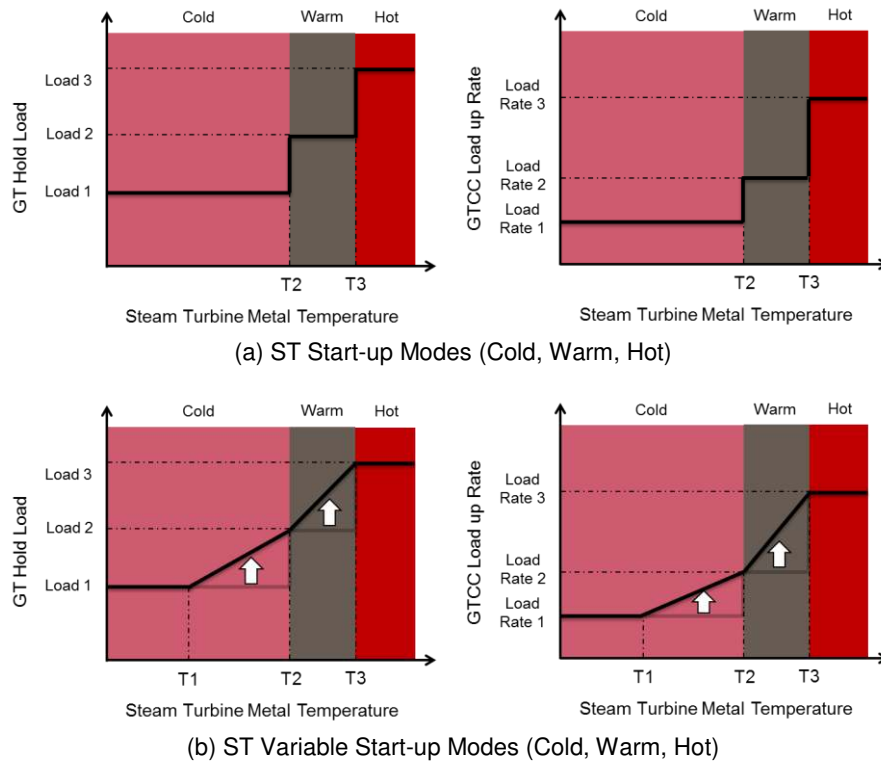 Cold Warm Hot
GT Hold Load
Load 3
Load 2
Load 1
T2 T3
Steam Turbine Metal Temperature
Cold Warm Hot
GTCC Load up Rate
Load
Rate 3
Load
Rate 2
Load
Rate 1
T2 T3
Steam Turbine Metal Temperature
(a) ST Start-up Modes (Cold, Warm, Hot)
Cold Warm Hot
GT Hold Load
Load 3
Load 2
Load 1
T1 T2 T3
Steam Turbine Metal Temperature
Cold Warm Hot
GTCC Load up Rate
Load
Rate 3
Load
Rate 2
Load
Rate 1
T1 T2 T3
Steam Turbine Metal Temperature
(b) ST Variable Start-up Modes (Cold, Warm, Hot)